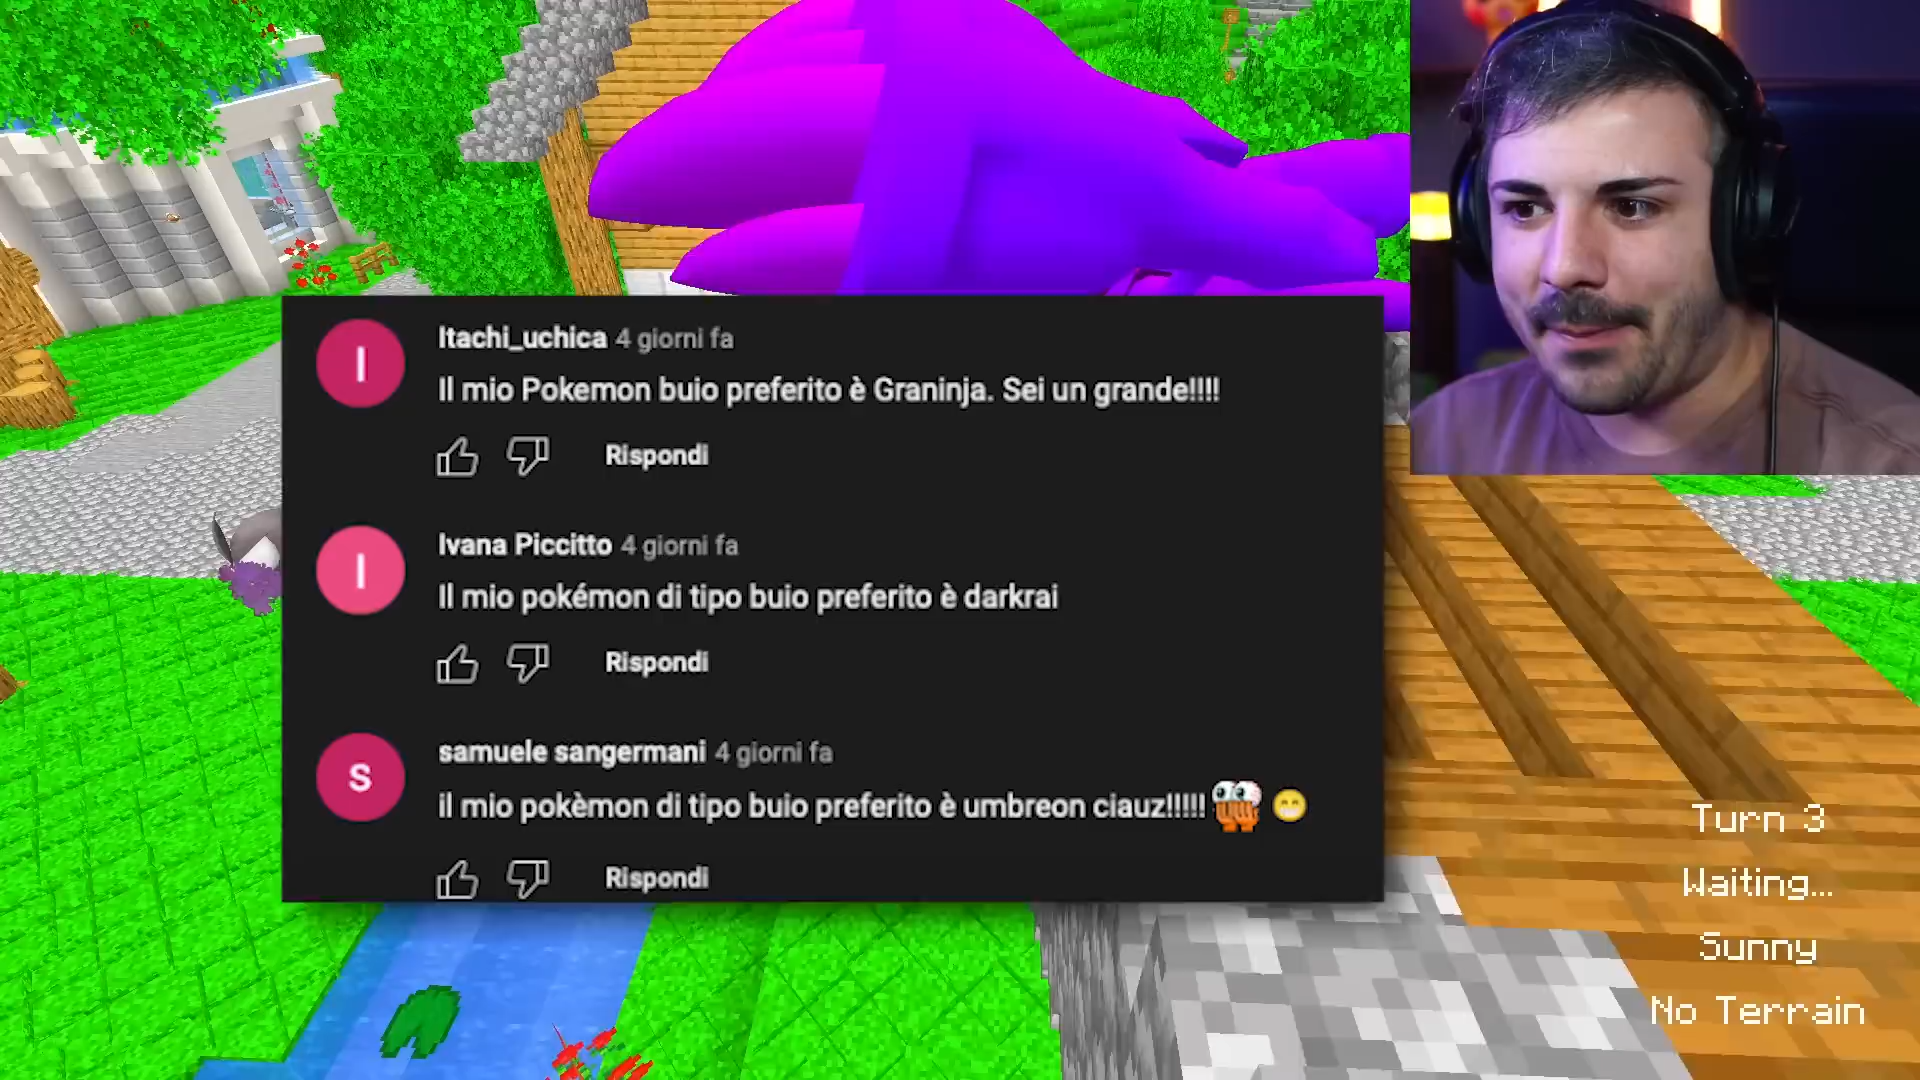 I
Itachi_uchica 4 giorni fa
Il mio Pokemon buio preferito è Graninja. Sei un grande!!!!
Rispondi
I
Ivana Piccitto 4 giorni fa
Il mio pokémon di tipo buio preferito è darkrai
Rispondi
S
samuele sangermani 4 giorni fa
il mio pokèmon di tipo buio preferito è umbreon ciauz!!!!!
Rispondi
Turn 3
Waiting...
Sunny
No Terrain